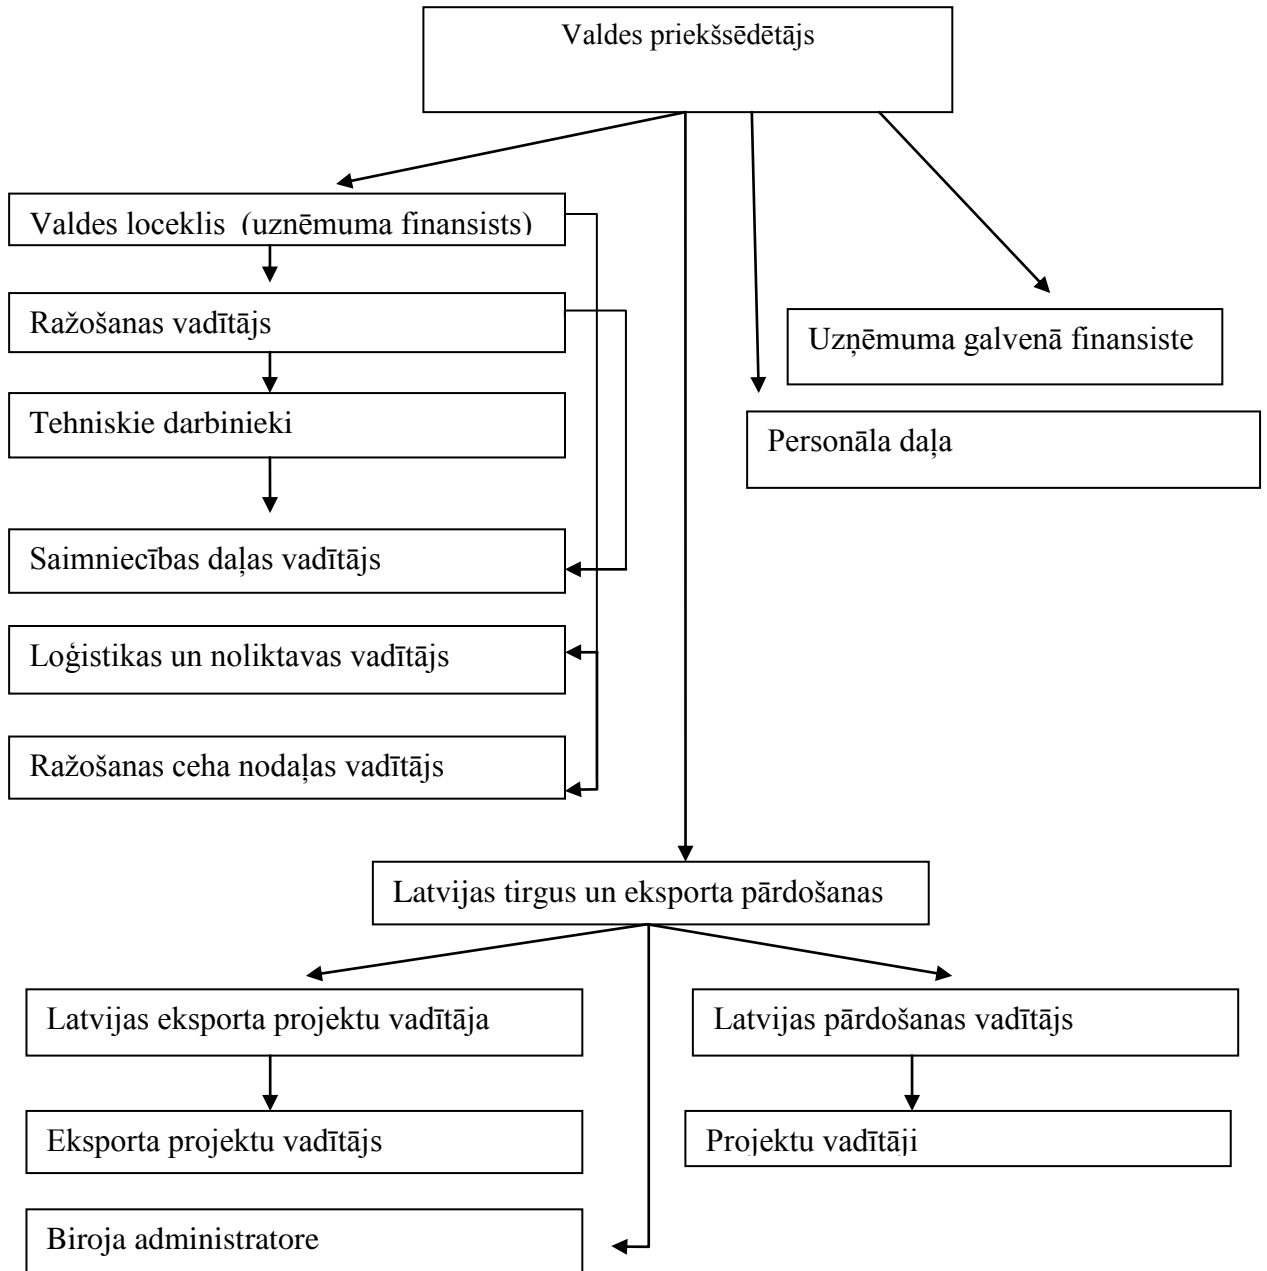 Valdes priekšsēdētājs
Valdes loceklis (uzņēmuma finansists)
Ražošanas vadītājs
Uzņēmuma galvenā finansiste
Tehniskie darbinieki
Personāla daļa
Saimniecības daļas vadītājs
Loģistikas un noliktavas vadītājs
Ražošanas ceha nodaļas vadītājs
Latvijas tirgus un eksporta pārdošanas
Latvijas eksporta projektu vadītāja
Latvijas pārdošanas vadītājs
Eksporta projektu vadītājs
Projektu vadītāji
Biroja administratore